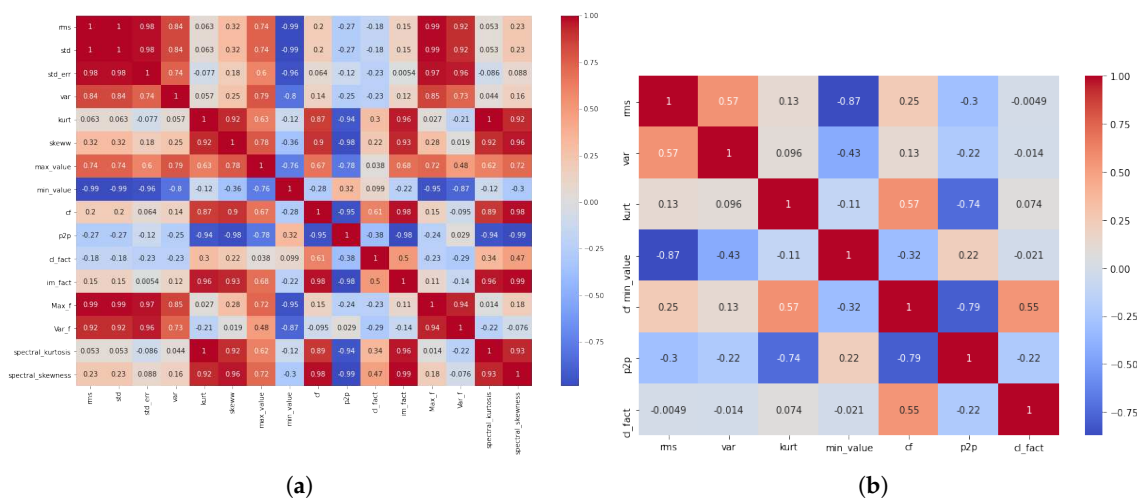 rms 1 1 0.98 0.84 0.063 0.32 0.74 -0.99 0.2 -0.27 -0.18 0.15 0.99 0.92 0.053 0.23
std 1 1 0.98 0.84 0.063 0.32 0.74 -0.99 0.2 -0.27 -0.18 0.15 0.99 0.92 0.053 0.23
std_err 0.98 0.98 1 0.74 -0.077 0.18 0.6 -0.96 0.064 -0.12 -0.23 0.0054 0.97 0.96 -0.086 0.088
var 0.84 0.84 0.74 1 0.057 0.25 0.79 -0.8 0.14 -0.25 -0.23 0.12 0.85 0.73 0.044 0.16
kurt 0.063 0.063 -0.077 0.057 1 0.92 0.63 -0.12 0.87 -0.94 0.3 0.96 0.027 -0.21 1 0.92
skeww 0.32 0.32 0.18 0.25 0.92 1 0.78 -0.36 0.9 -0.98 0.22 0.93 0.28 0.019 0.92 0.96
max_value 0.74 0.74 0.6 0.79 0.63 0.78 1 -0.76 0.67 -0.78 0.038 0.68 0.72 0.48 0.62 0.72
min_value -0.99 -0.99 -0.96 -0.8 -0.12 -0.36 -0.76 1 -0.28 0.32 0.099 -0.22 -0.95 -0.87 -0.12 -0.3
cf 0.2 0.2 0.064 0.14 0.87 0.9 0.67 -0.28 1 -0.95 0.61 0.98 0.15 -0.095 0.89 0.98
p2p -0.27 -0.27 -0.12 -0.25 -0.94 -0.98 -0.78 0.32 -0.95 1 -0.38 -0.98 -0.24 0.029 -0.94 -0.99
cl_fact -0.18 -0.18 -0.23 -0.23 0.3 0.22 0.038 0.099 0.61 -0.38 1 0.5 -0.23 -0.29 0.34 0.47
im_fact 0.15 0.15 0.0054 0.12 0.96 0.93 0.68 -0.22 0.98 -0.98 0.5 1 0.11 -0.14 0.96 0.99
Max_f 0.99 0.99 0.97 0.85 0.027 0.28 0.72 -0.95 0.15 -0.24 -0.23 0.11 1 0.94 0.014 0.18
Var_f 0.92 0.92 0.96 0.73 -0.21 0.019 0.48 -0.87 -0.095 0.029 -0.29 -0.14 0.94 1 -0.22 -0.076
spectral_kurtosis 0.053 0.053 -0.086 0.044 1 0.92 0.62 -0.12 0.89 -0.94 0.34 0.96 0.014 -0.22 1 0.93
spectral_skewness 0.23 0.23 0.088 0.16 0.92 0.96 0.72 -0.3 0.98 -0.99 0.47 0.99 0.18 -0.076 0.93 1
rms std std_err var kurt skeww max_value min_value cf p2p cl_fact im_fact Max_f Var_f spectral_kurtosis spectral_skewness
1.00
0.75
0.50
0.25
0.00
-0.25
-0.50
-0.75
(a)
rms 1 0.57 0.13 -0.87 0.25 -0.3 -0.0049
var 0.57 1 0.096 -0.43 0.13 -0.22 -0.014
kurt 0.13 0.096 1 -0.11 0.57 -0.74 0.074
min_value -0.87 -0.43 -0.11 1 -0.32 0.22 -0.021
cf 0.25 0.13 0.57 -0.32 1 -0.79 0.55
p2p -0.3 -0.22 -0.74 0.22 -0.79 1 -0.22
cl_fact -0.0049 -0.014 0.074 -0.021 0.55 -0.22 1
rms var kurt min_value cf p2p cl_fact
1.00
0.75
0.50
0.25
0.00
-0.25
-0.50
-0.75
(b)